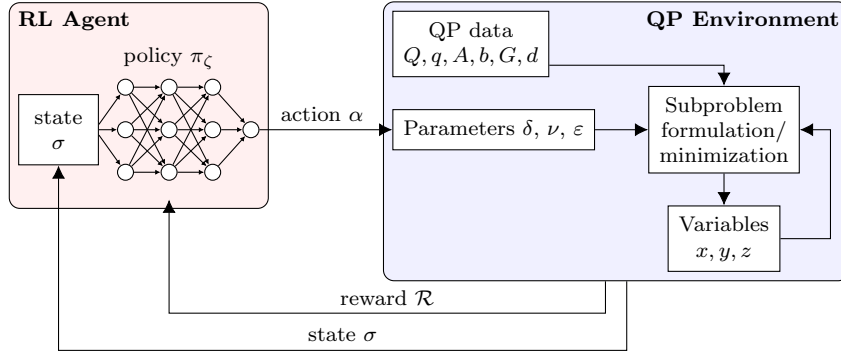 RL Agent
policy π_ζ
state
σ
action α
QP Environment
QP data
Q, q, A, b, G, d
Parameters δ, ν, ε
Subproblem
formulation/
minimization
Variables
x, y, z
reward ℛ
state σ